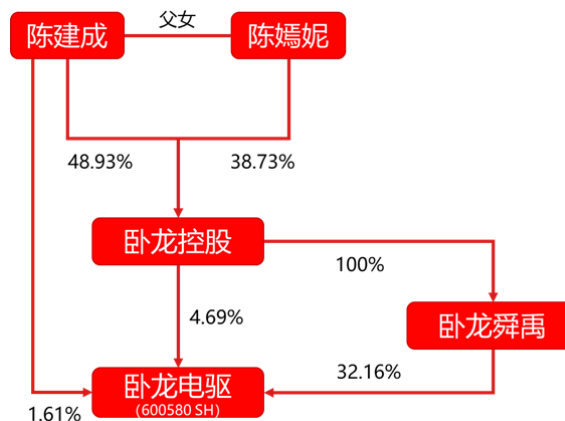 陈建成
父女
陈嫣妮
48.93%
38.73%
卧龙控股
100%
4.69%
卧龙舜禹
卧龙电驱
(600580 SH)
32.16%
1.61%